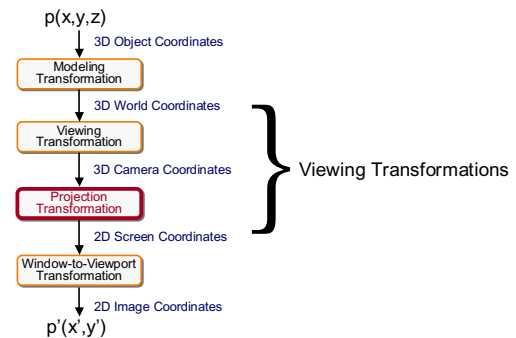 p(x,y,z)
3D Object Coordinates
Modeling
Transformation
3D World Coordinates
Viewing
Transformation
3D Camera Coordinates
Viewing Transformations
Projection
Transformation
2D Screen Coordinates
Window-to-Viewport
Transformation
2D Image Coordinates
p’(x’,y’)